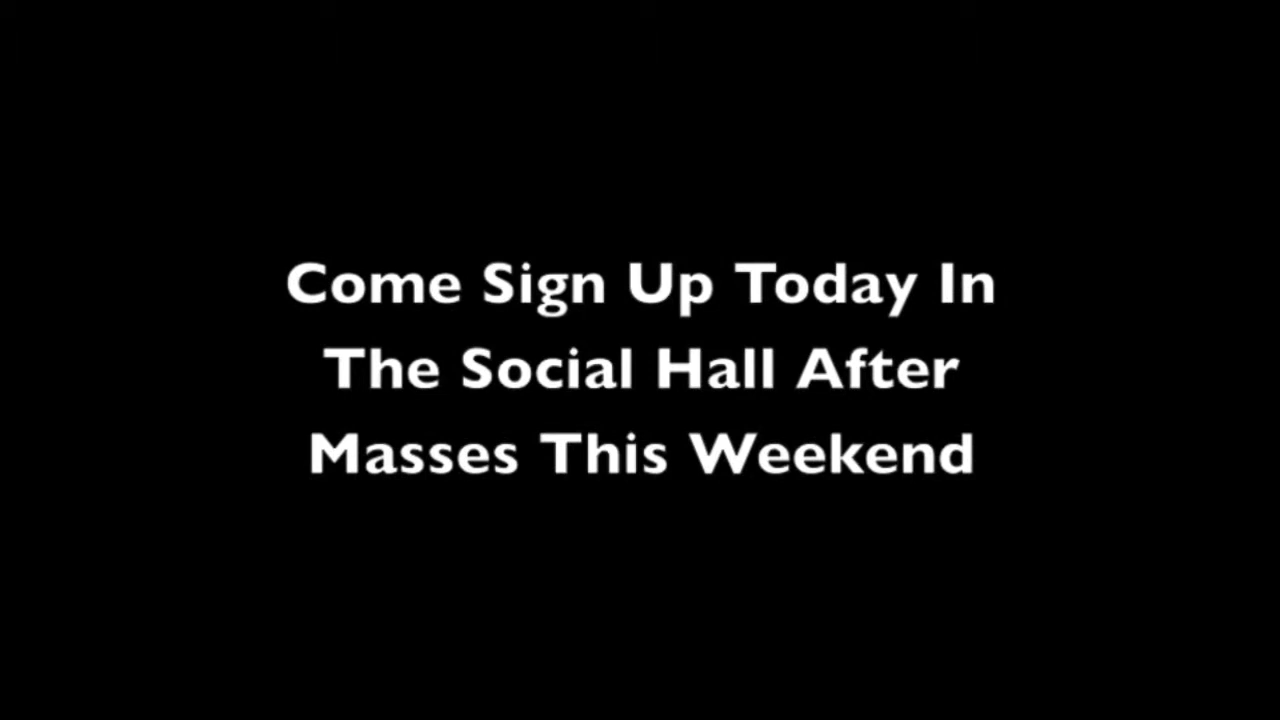 Come Sign Up Today In
The Social Hall After
Masses This Weekend